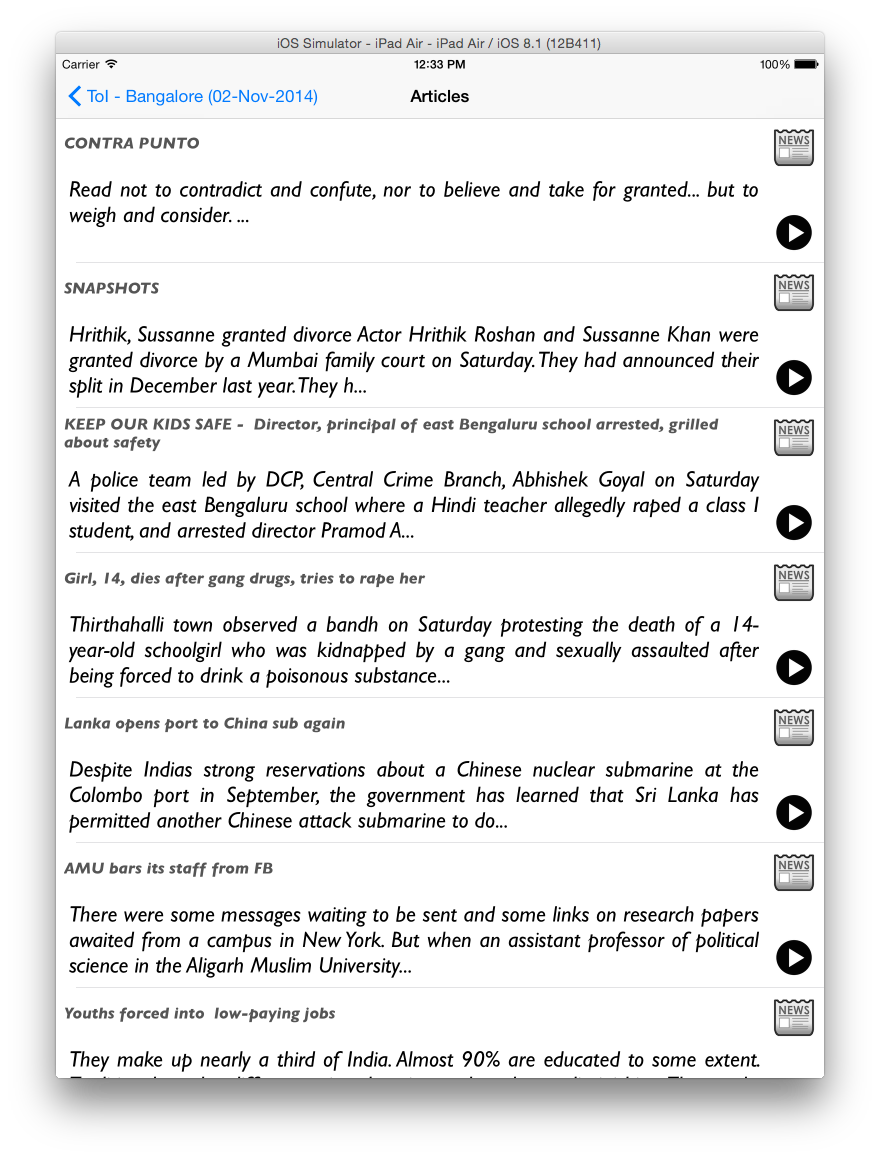 iOS Simulator - iPad Air - iPad Air / iOS 8.1 (12B411)
Carrier 12:33 PM 100%
ToI - Bangalore (02-Nov-2014) Articles
CONTRA PUNTO
NEWS
Read not to contradict and confute, nor to believe and take for granted... but to
weigh and consider. ...
SNAPSHOTS
NEWS
Hrithik, Sussanne granted divorce Actor Hrithik Roshan and Sussanne Khan were
granted divorce by a Mumbai family court on Saturday. They had announced their
split in December last year. They h...
KEEP OUR KIDS SAFE - Director, principal of east Bengaluru school arrested, grilled
about safety
NEWS
A police team led by DCP, Central Crime Branch, Abhishek Goyal on Saturday
visited the east Bengaluru school where a Hindi teacher allegedly raped a class I
student, and arrested director Pramod A...
Girl, 14, dies after gang drugs, tries to rape her
NEWS
Thirthahalli town observed a bandh on Saturday protesting the death of a 14-
year-old schoolgirl who was kidnapped by a gang and sexually assaulted after
being forced to drink a poisonous substance...
Lanka opens port to China sub again
NEWS
Despite Indias strong reservations about a Chinese nuclear submarine at the
Colombo port in September, the government has learned that Sri Lanka has
permitted another Chinese attack submarine to do...
AMU bars its staff from FB
NEWS
There were some messages waiting to be sent and some links on research papers
awaited from a campus in New York. But when an assistant professor of political
science in the Aligarh Muslim University...
Youths forced into low-paying jobs
NEWS
They make up nearly a third of India. Almost 90% are educated to some extent.